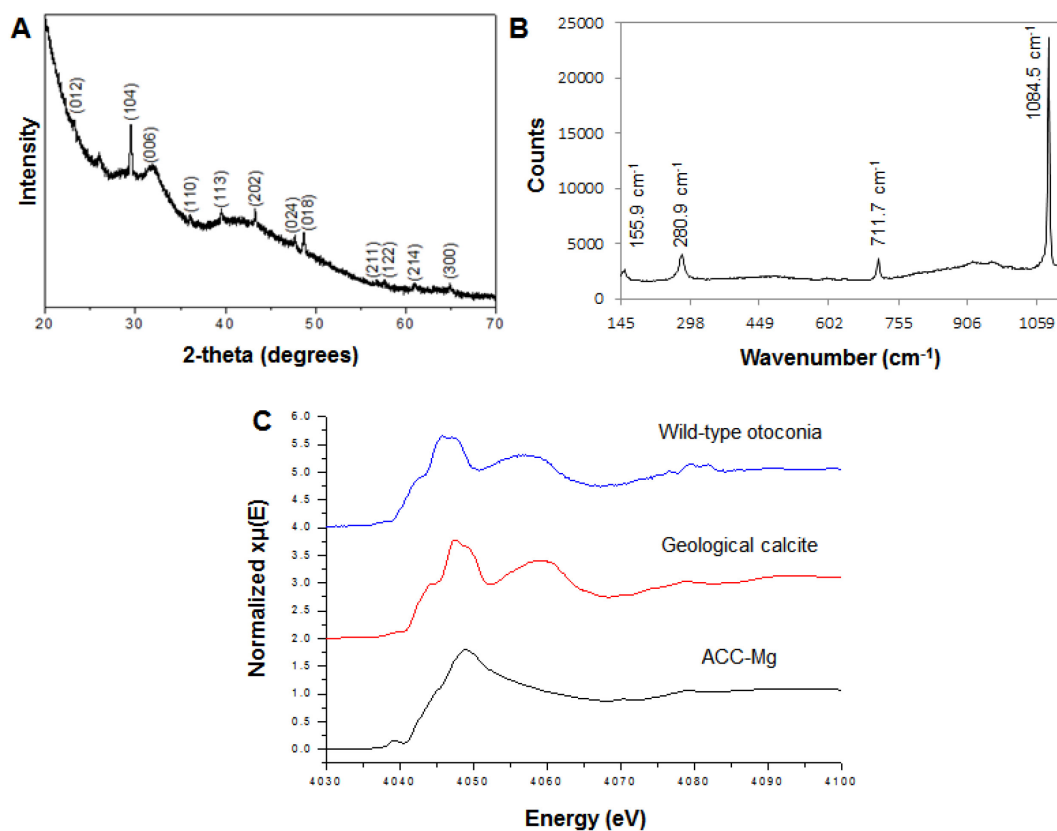 A
Intensity
(012)
(104)
(006)
(110)
(113)
(202)
(024)
(018)
(211)
(122)
(214)
(300)
20 30 40 50 60 70
2-theta (degrees)
B
Counts
25000
20000
15000
10000
5000
0
155.9 cm⁻¹
280.9 cm⁻¹
711.7 cm⁻¹
1084.5 cm⁻¹
145 298 449 602 755 906 1059
Wavenumber (cm⁻¹)
C
Normalized xμ(E)
6.0
5.5
5.0
4.5
4.0
3.5
3.0
2.5
2.0
1.5
1.0
0.5
0.0
Wild-type otoconia
Geological calcite
ACC-Mg
4030 4040 4050 4060 4070 4080 4090 4100
Energy (eV)